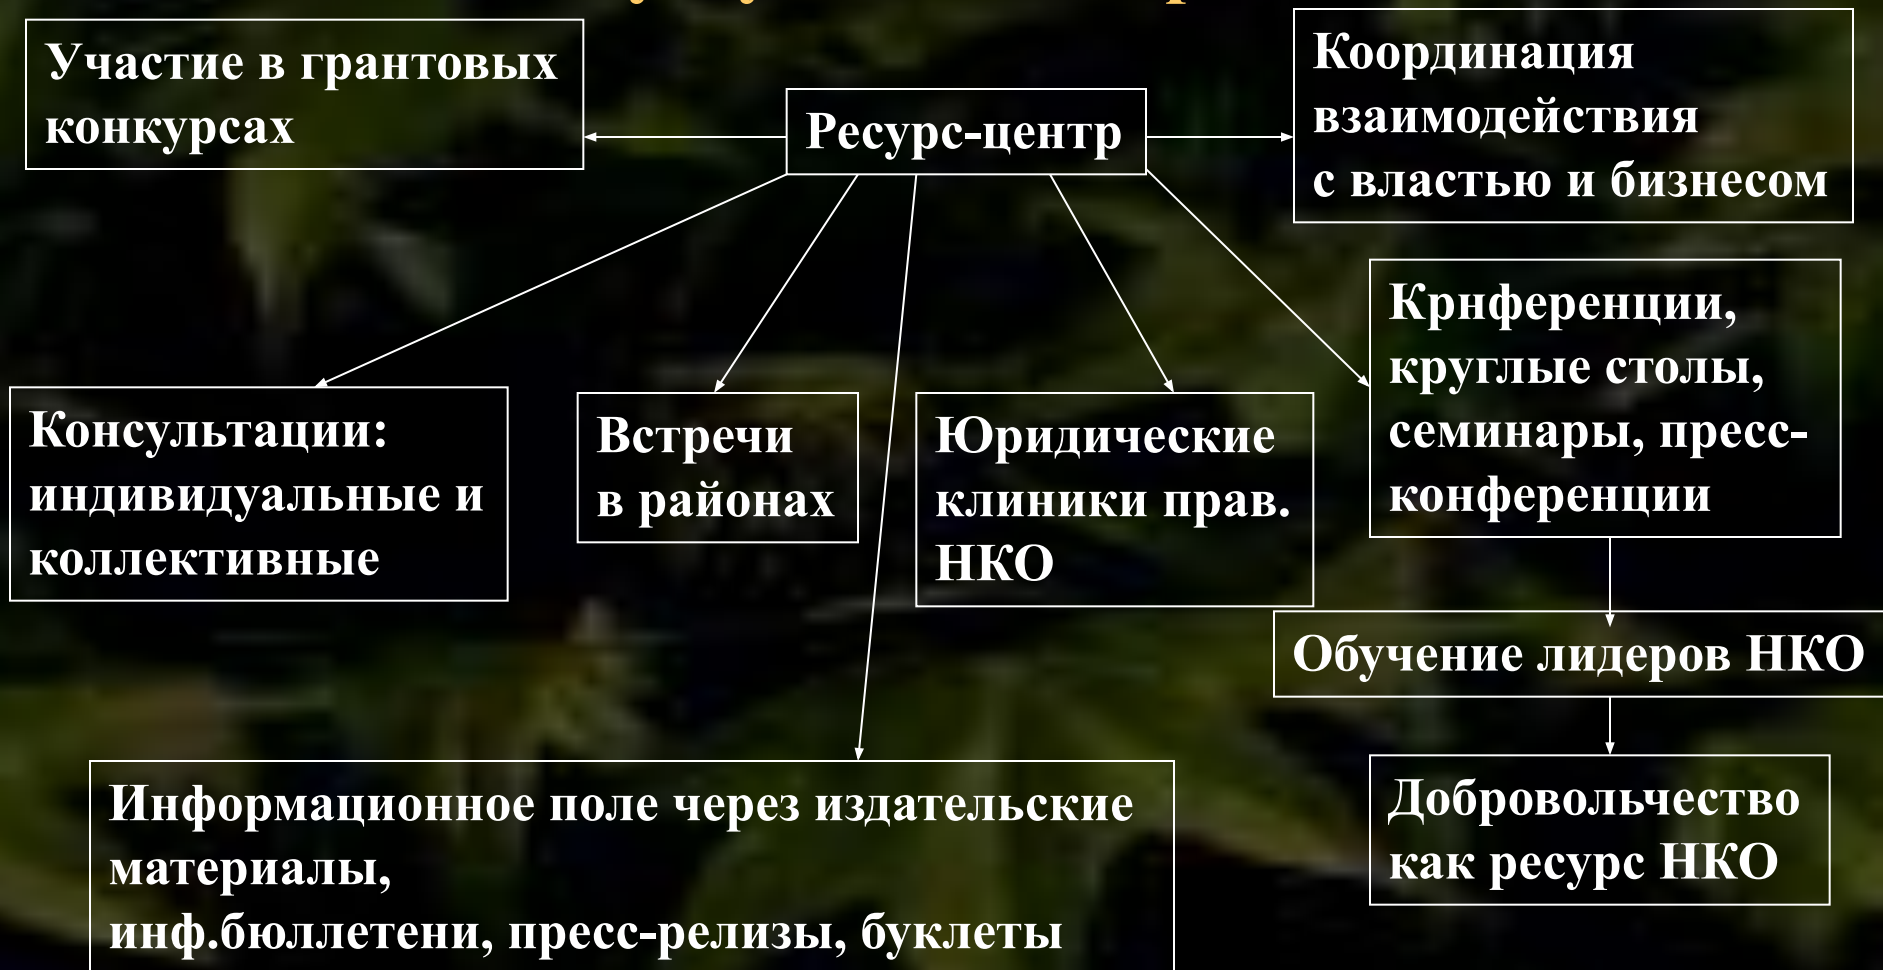 Участие в грантовых
конкурсах
Ресурс-центр
Координация
взаимодействия
с властью и бизнесом
Крнференции,
круглые столы,
семинары, пресс-
конференции
Консультации:
индивидуальные и
коллективные
Встречи
в районах
Юридические
клиники прав.
НКО
Обучение лидеров НКО
Добровольчество
как ресурс НКО
Информационное поле через издательские
материалы,
инф.бюллетени, пресс-релизы, буклеты